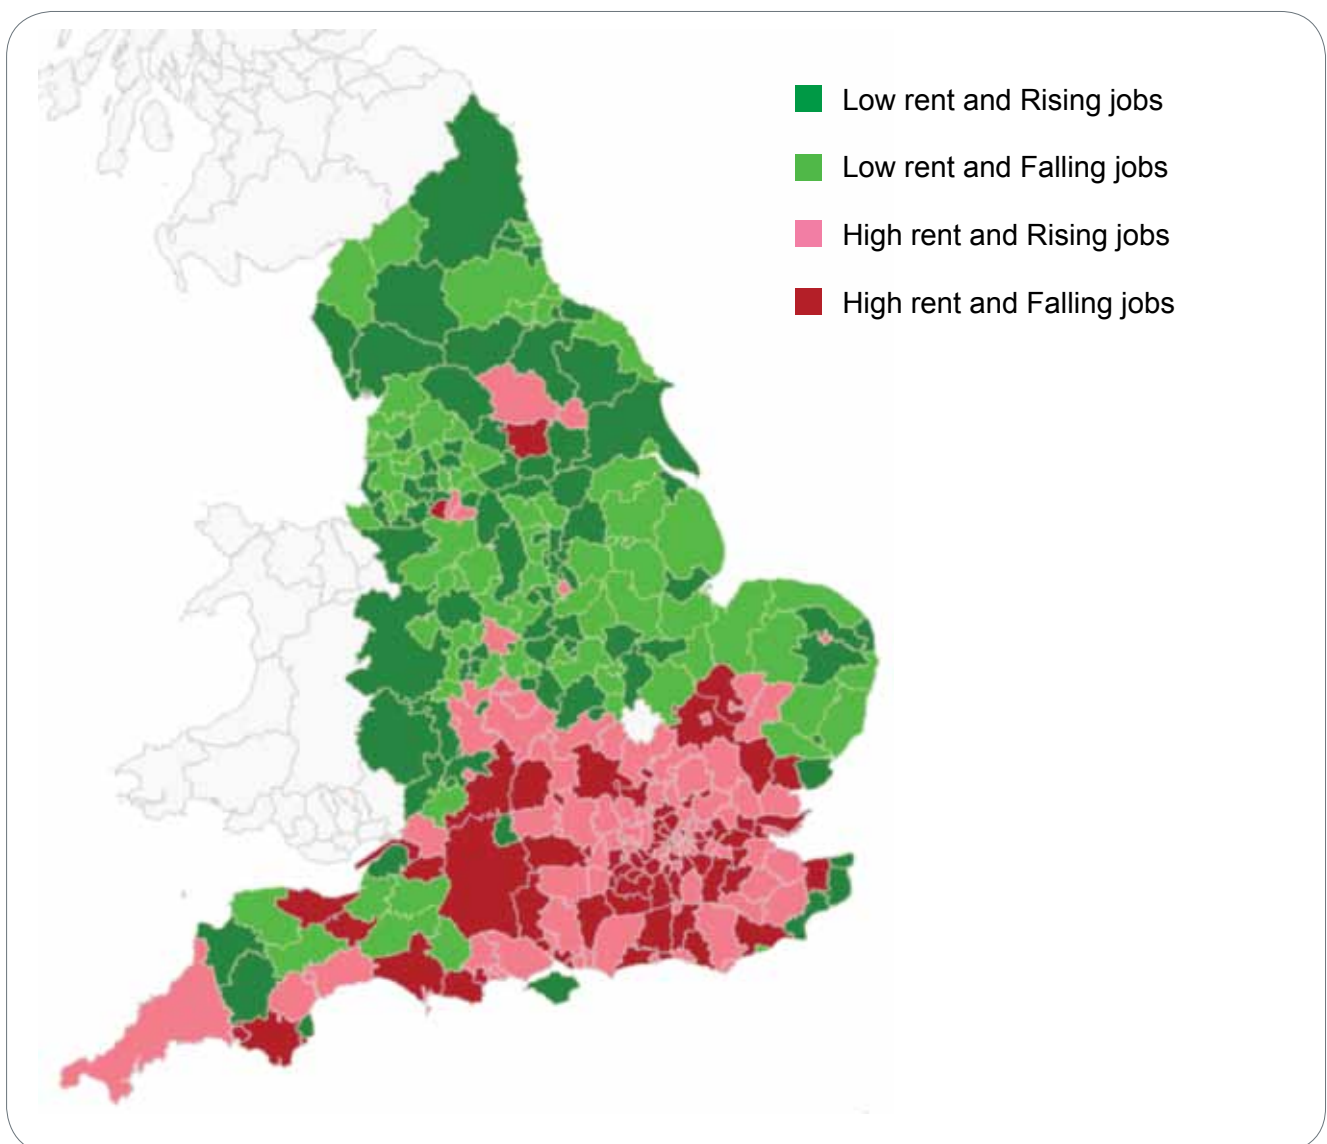 Low rent and Rising jobs
Low rent and Falling jobs
High rent and Rising jobs
High rent and Falling jobs